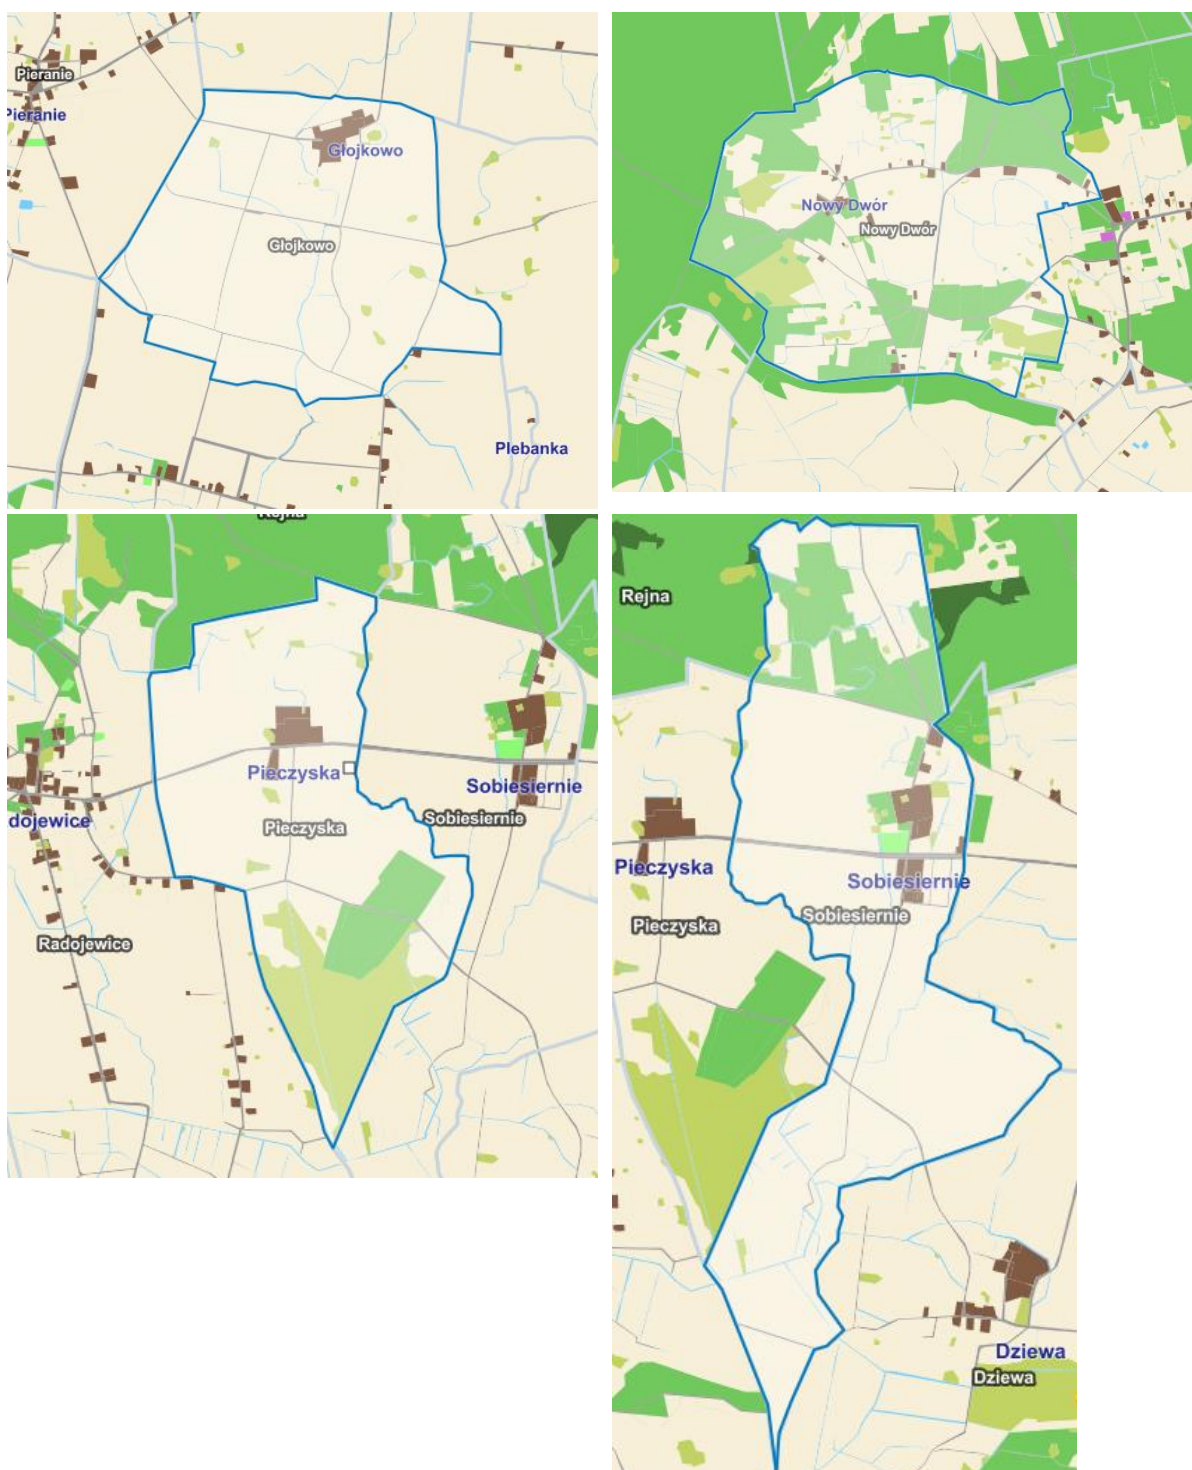 Pieranie
Pieranie
Głojkowo
Głojkowo
Plebanka
Nowy Dwór
Nowy Dwór
Rejna
Pieczyska
Sobiesiernie
dojewice
Pieczyska
Sobiesiernie
Radojewice
Rejna
Pieczyska
Sobiesiernie
Sobiesiernie
Pieczyska
Dziewa
Dziewa